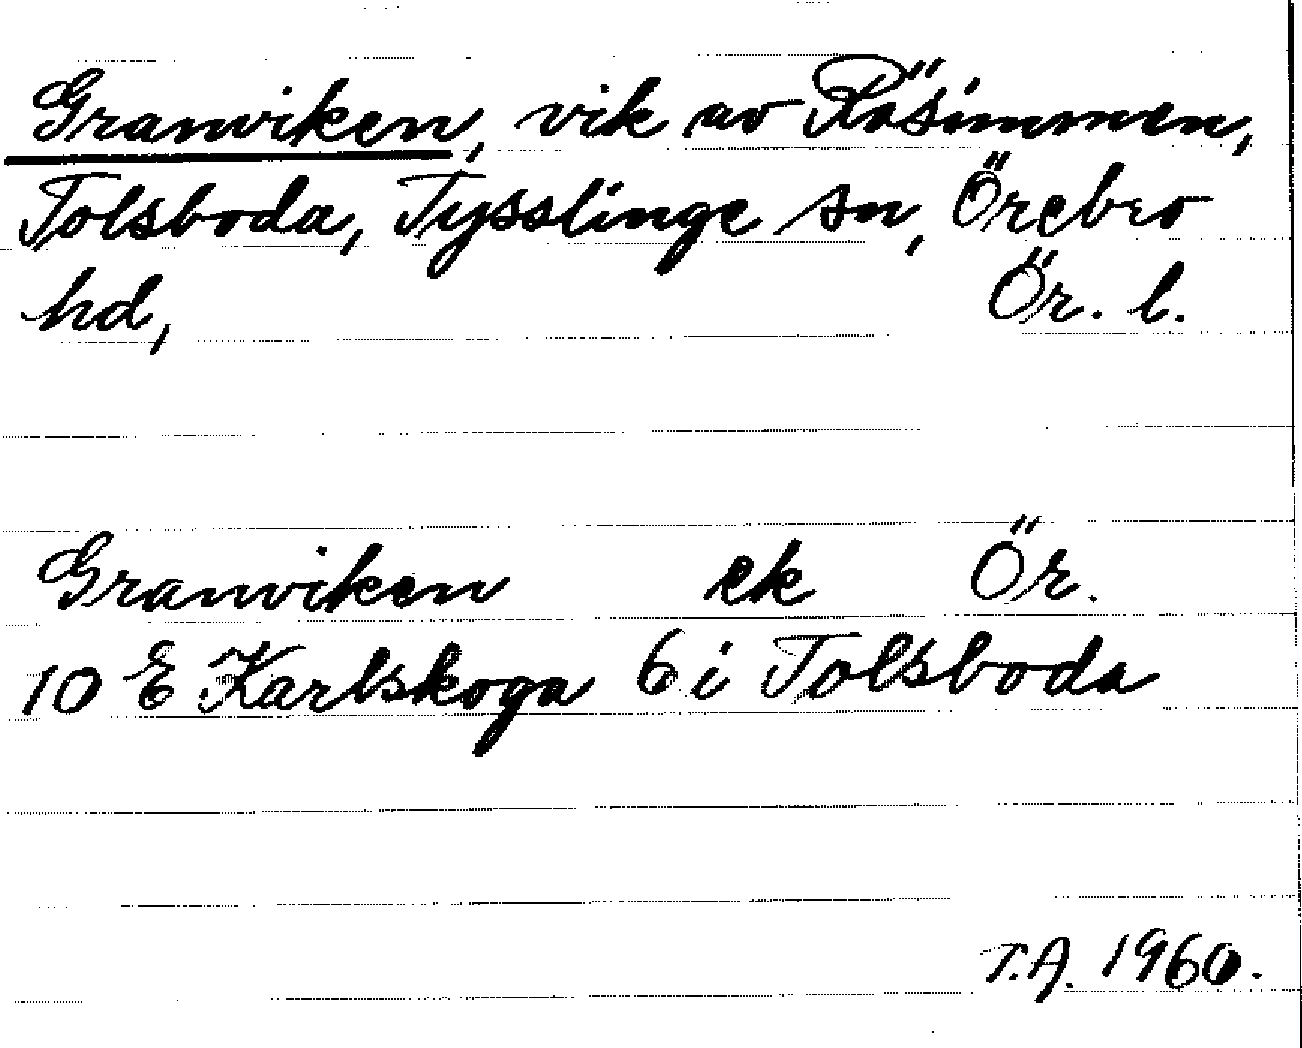 Granviken, vik av Rösimmen,
Tolsboda, Tysslinge sn, Örebro
hd, Ör. l.
Granviken ek Ör.
10 E Karlskoga 6 i Tolsboda
T.A. 1960.